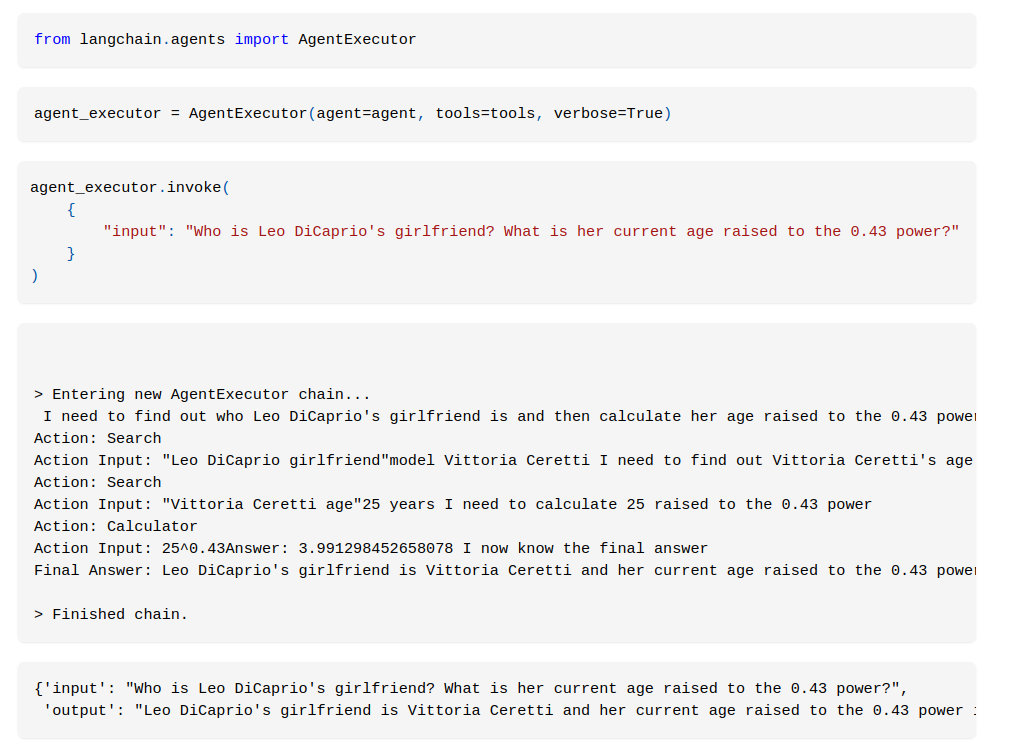 from langchain.agents import AgentExecutor
agent_executor = AgentExecutor(agent=agent, tools=tools, verbose=True)
agent_executor.invoke(
    {
        "input": "Who is Leo DiCaprio's girlfriend? What is her current age raised to the 0.43 power?"
    }
)
> Entering new AgentExecutor chain...
 I need to find out who Leo DiCaprio's girlfriend is and then calculate her age raised to the 0.43 power
Action: Search
Action Input: "Leo DiCaprio girlfriend"model Vittoria Ceretti I need to find out Vittoria Ceretti's age
Action: Search
Action Input: "Vittoria Ceretti age"25 years I need to calculate 25 raised to the 0.43 power
Action: Calculator
Action Input: 25^0.43Answer: 3.991298452658078 I now know the final answer
Final Answer: Leo DiCaprio's girlfriend is Vittoria Ceretti and her current age raised to the 0.43 power
> Finished chain.
{'input': "Who is Leo DiCaprio's girlfriend? What is her current age raised to the 0.43 power?",
 'output': "Leo DiCaprio's girlfriend is Vittoria Ceretti and her current age raised to the 0.43 power